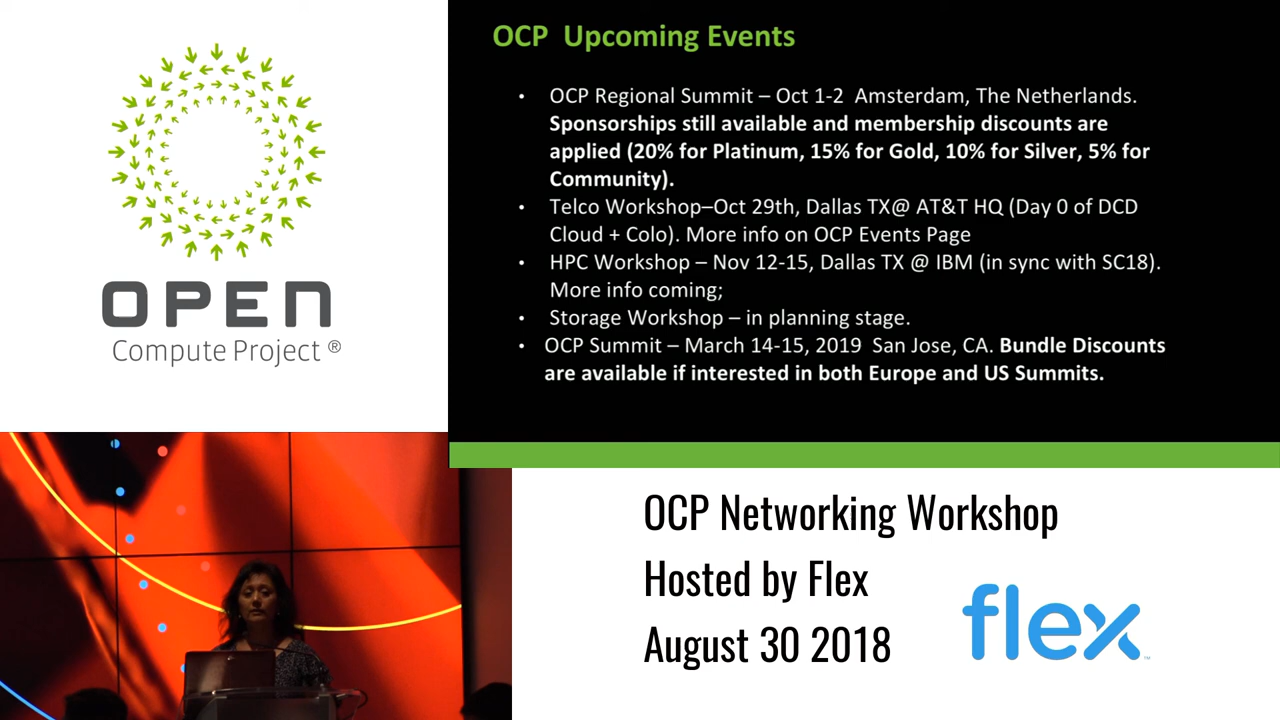 OPEN
Compute Project ®
OCP Upcoming Events
• OCP Regional Summit – Oct 1-2 Amsterdam, The Netherlands.
Sponsorships still available and membership discounts are
applied (20% for Platinum, 15% for Gold, 10% for Silver, 5% for
Community).
• Telco Workshop–Oct 29th, Dallas TX@ AT&T HQ (Day 0 of DCD
Cloud + Colo). More info on OCP Events Page
• HPC Workshop – Nov 12-15, Dallas TX @ IBM (in sync with SC18).
More info coming;
• Storage Workshop – in planning stage.
• OCP Summit – March 14-15, 2019 San Jose, CA. Bundle Discounts
are available if interested in both Europe and US Summits.
OCP Networking Workshop
Hosted by Flex
August 30 2018
flex